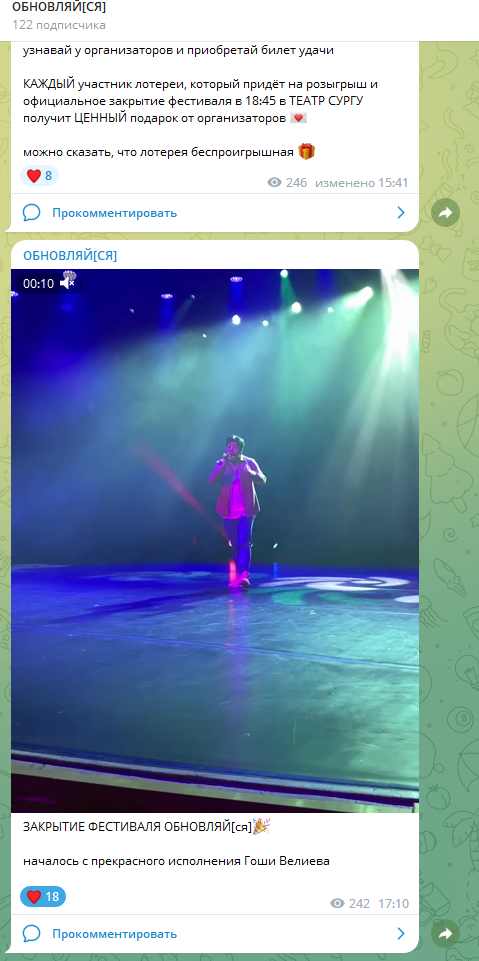 ОБНОВЛЯЙ[СЯ]
122 подписчика
узнавай у организаторов и приобретай билет удачи
КАЖДЫЙ участник лотереи, который придёт на розыгрыш и
официальное закрытие фестиваля в 18:45 в ТЕАТР СУРГУ
получит ЦЕННЫЙ подарок от организаторов 💌
можно сказать, что лотерея беспроигрышная 🎁
❤️ 8
246 изменено 15:41
Прокомментировать
ОБНОВЛЯЙ[СЯ]
00:10
ЗАКРЫТИЕ ФЕСТИВАЛЯ ОБНОВЛЯЙ[ся]🎉
началось с прекрасного исполнения Гоши Велиева
❤️ 18
242 17:10
Прокомментировать